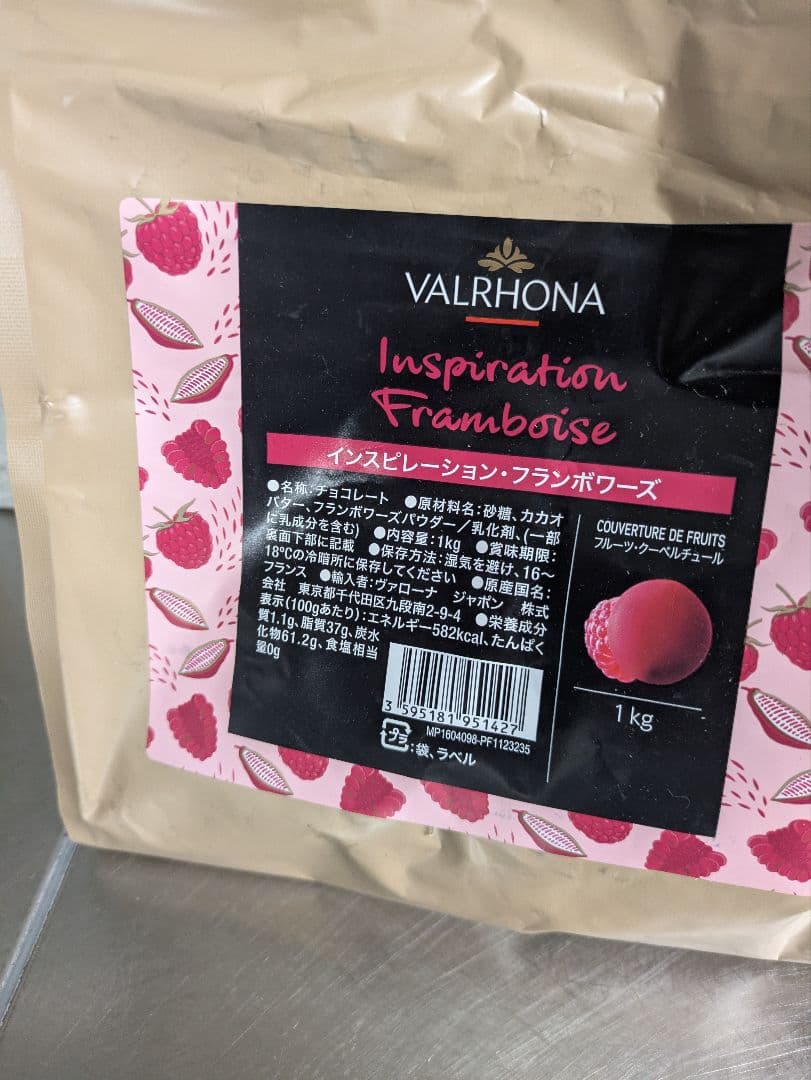 VALRHONA
Inspiration
Framboise
インスピレーション・フランボワーズ
●名称：チョコレート ●原材料名：砂糖、カカオ
バター、フランボワーズパウダー／乳化剤、(一部
に乳成分を含む) ●内容量：1kg ●賞味期限：
裏面下部に記載 ●保存方法：湿気を避け、16～
18℃の冷暗所に保存してください ●原産国名：
フランス ●輸入者：ヴァローナ ジャポン 株式
会社 東京都千代田区九段南2-9-4 ●栄養成分
表示(100gあたり)：エネルギー582kcal、たんぱく
質1.1g、脂質37g、炭水
化物61.2g、食塩相当
量0g
3 595181 951427
MP1604098-PF1123235
プラ：袋、ラベル
COUVERTURE DE FRUITS
フルーツ・クーベルチュール
1 kg